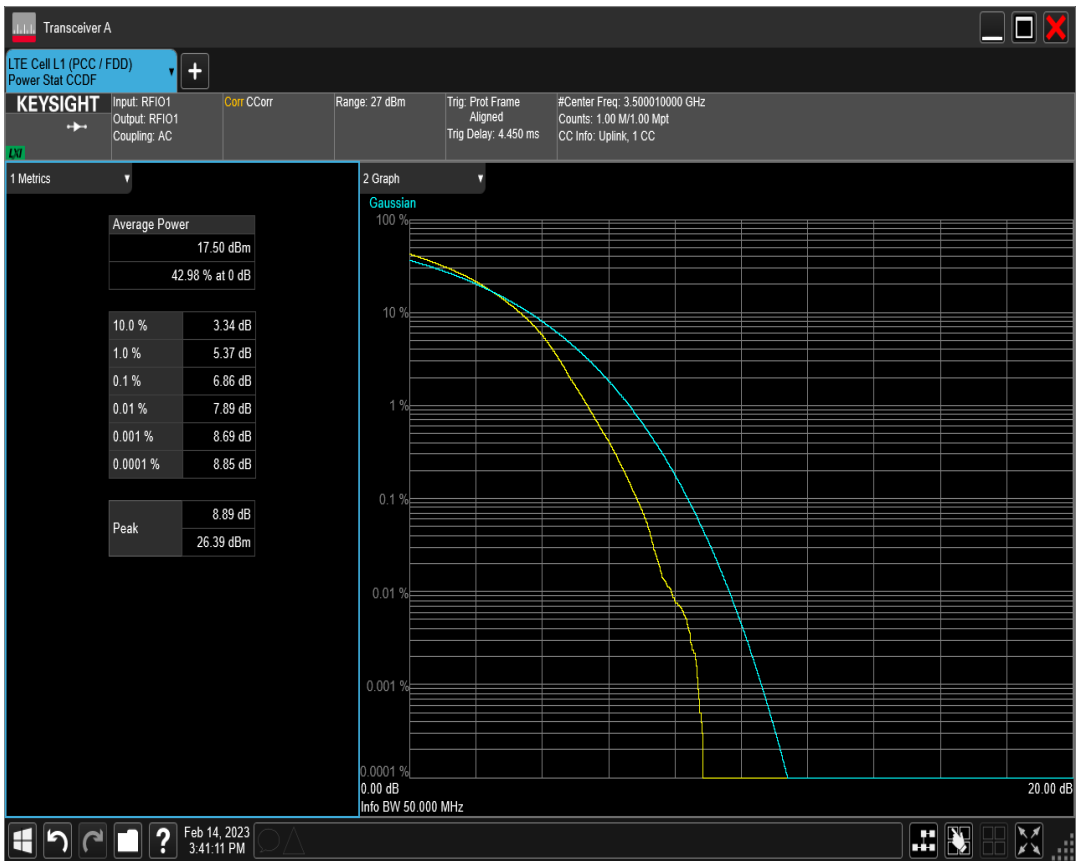 Transceiver A
LTE Cell L1 (PCC / FDD)
Power Stat CCDF
+
KEYSIGHT
LXI
Input: RFIO1
Output: RFIO1
Coupling: AC
Corr CCorr
Range: 27 dBm
Trig: Prot Frame
Aligned
Trig Delay: 4.450 ms
#Center Freq: 3.500010000 GHz
Counts: 1.00 M/1.00 Mpt
CC Info: Uplink, 1 CC
1 Metrics
Average Power
17.50 dBm
42.98 % at 0 dB
10.0 % 3.34 dB
1.0 % 5.37 dB
0.1 % 6.86 dB
0.01 % 7.89 dB
0.001 % 8.69 dB
0.0001 % 8.85 dB
Peak
8.89 dB
26.39 dBm
2 Graph
Gaussian
100 %
10 %
1 %
0.1 %
0.01 %
0.001 %
0.0001 %
0.00 dB
20.00 dB
Info BW 50.000 MHz
?
Feb 14, 2023
3:41:11 PM